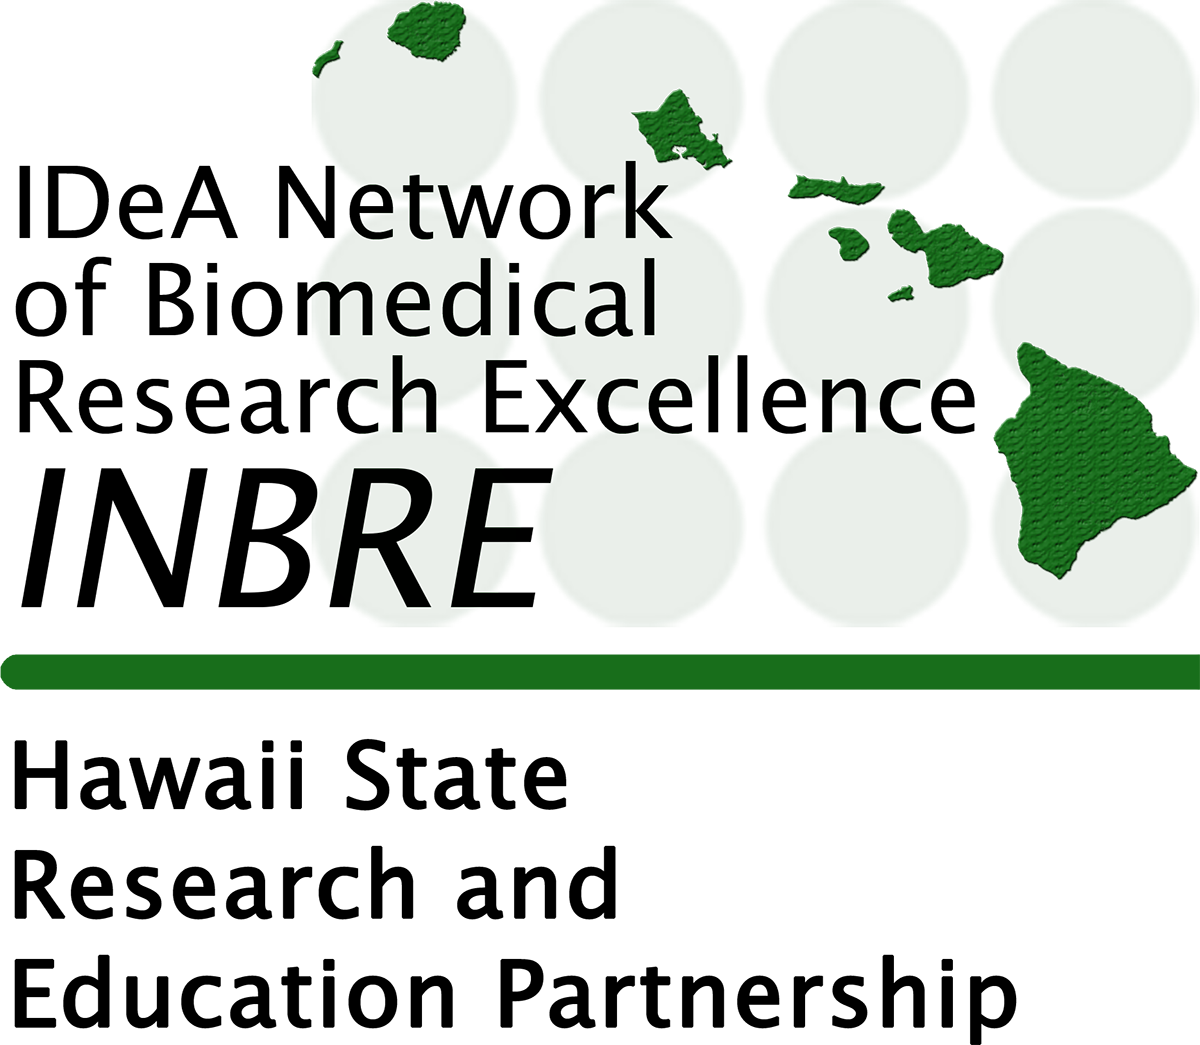 IDeA Network
of Biomedical
Research Excellence
INBRE
Hawaii State
Research and
Education Partnership